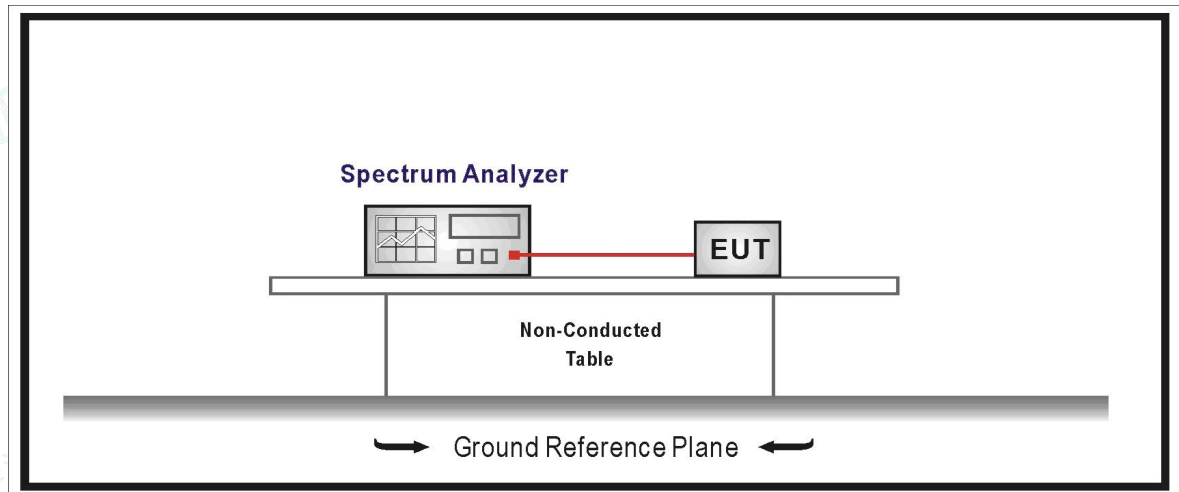 Spectrum Analyzer
EUT
Non-Conducted
Table
Ground Reference Plane